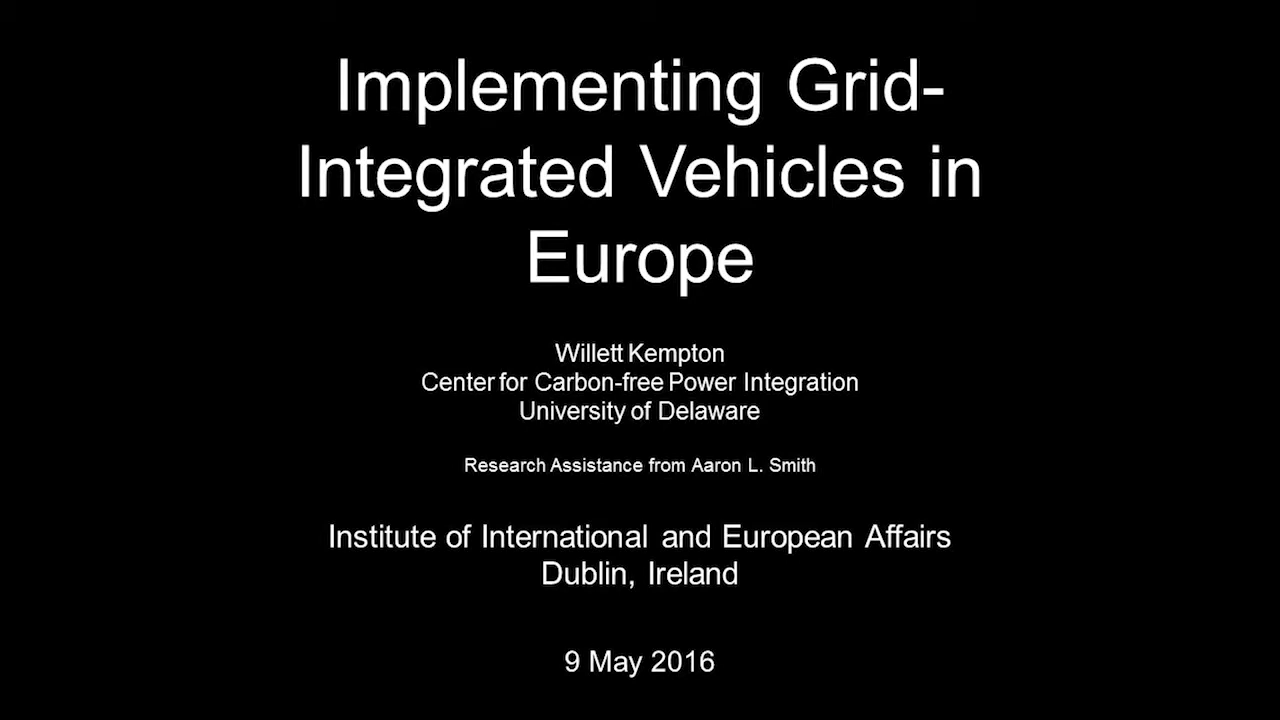 Implementing Grid-
Integrated Vehicles in
Europe
Willett Kempton
Center for Carbon-free Power Integration
University of Delaware
Research Assistance from Aaron L. Smith
Institute of International and European Affairs
Dublin, Ireland
9 May 2016